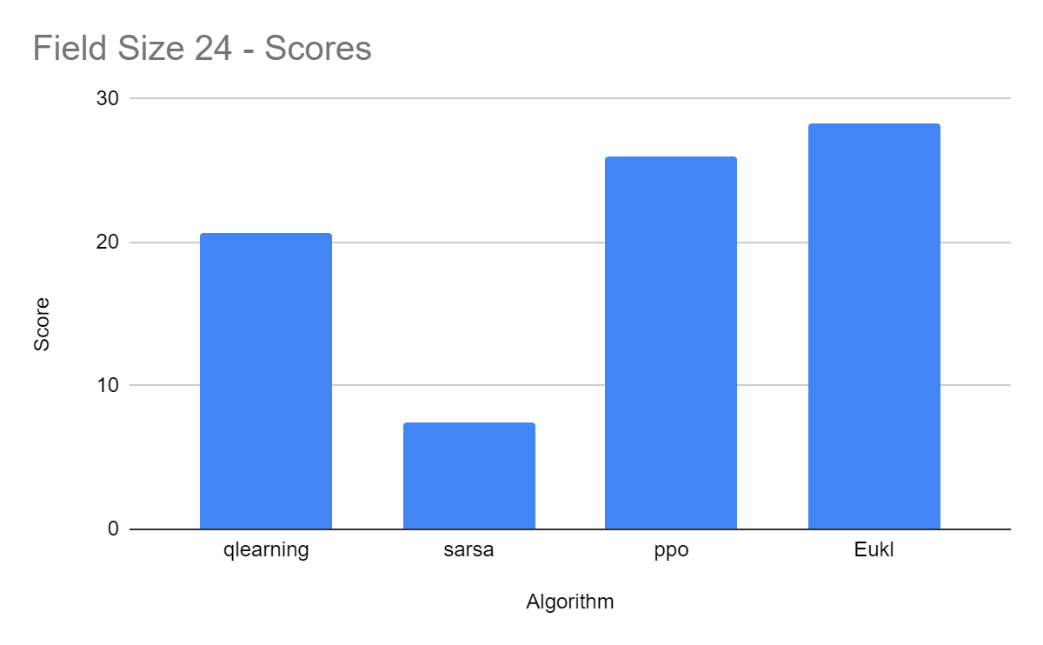 Field Size 24 - Scores
30
20
10
0
Score
qlearning sarsa ppo Eukl
Algorithm